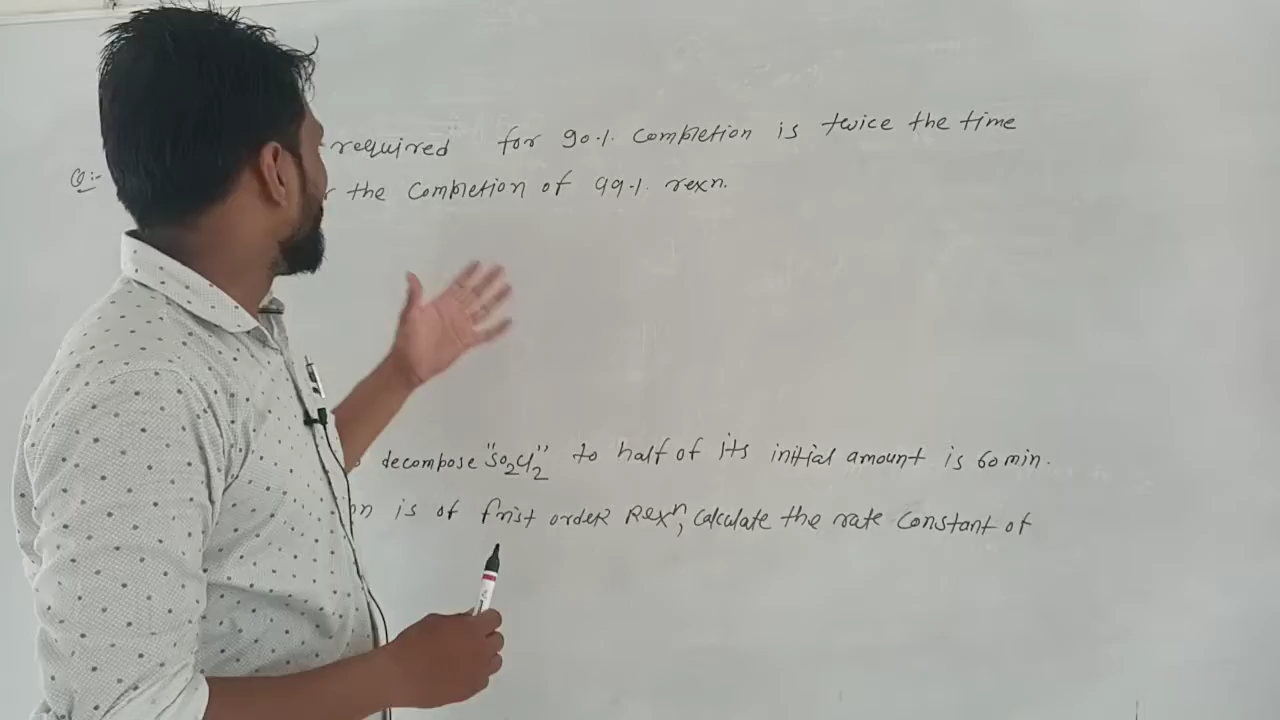 required for 90·/· completion is twice the time
Q:- the completion of 99·/· rexn.
decompose "SO₂Cl₂" to half of its initial amount is 60 min.
is of frist order Rexⁿ, calculate the rate constant of